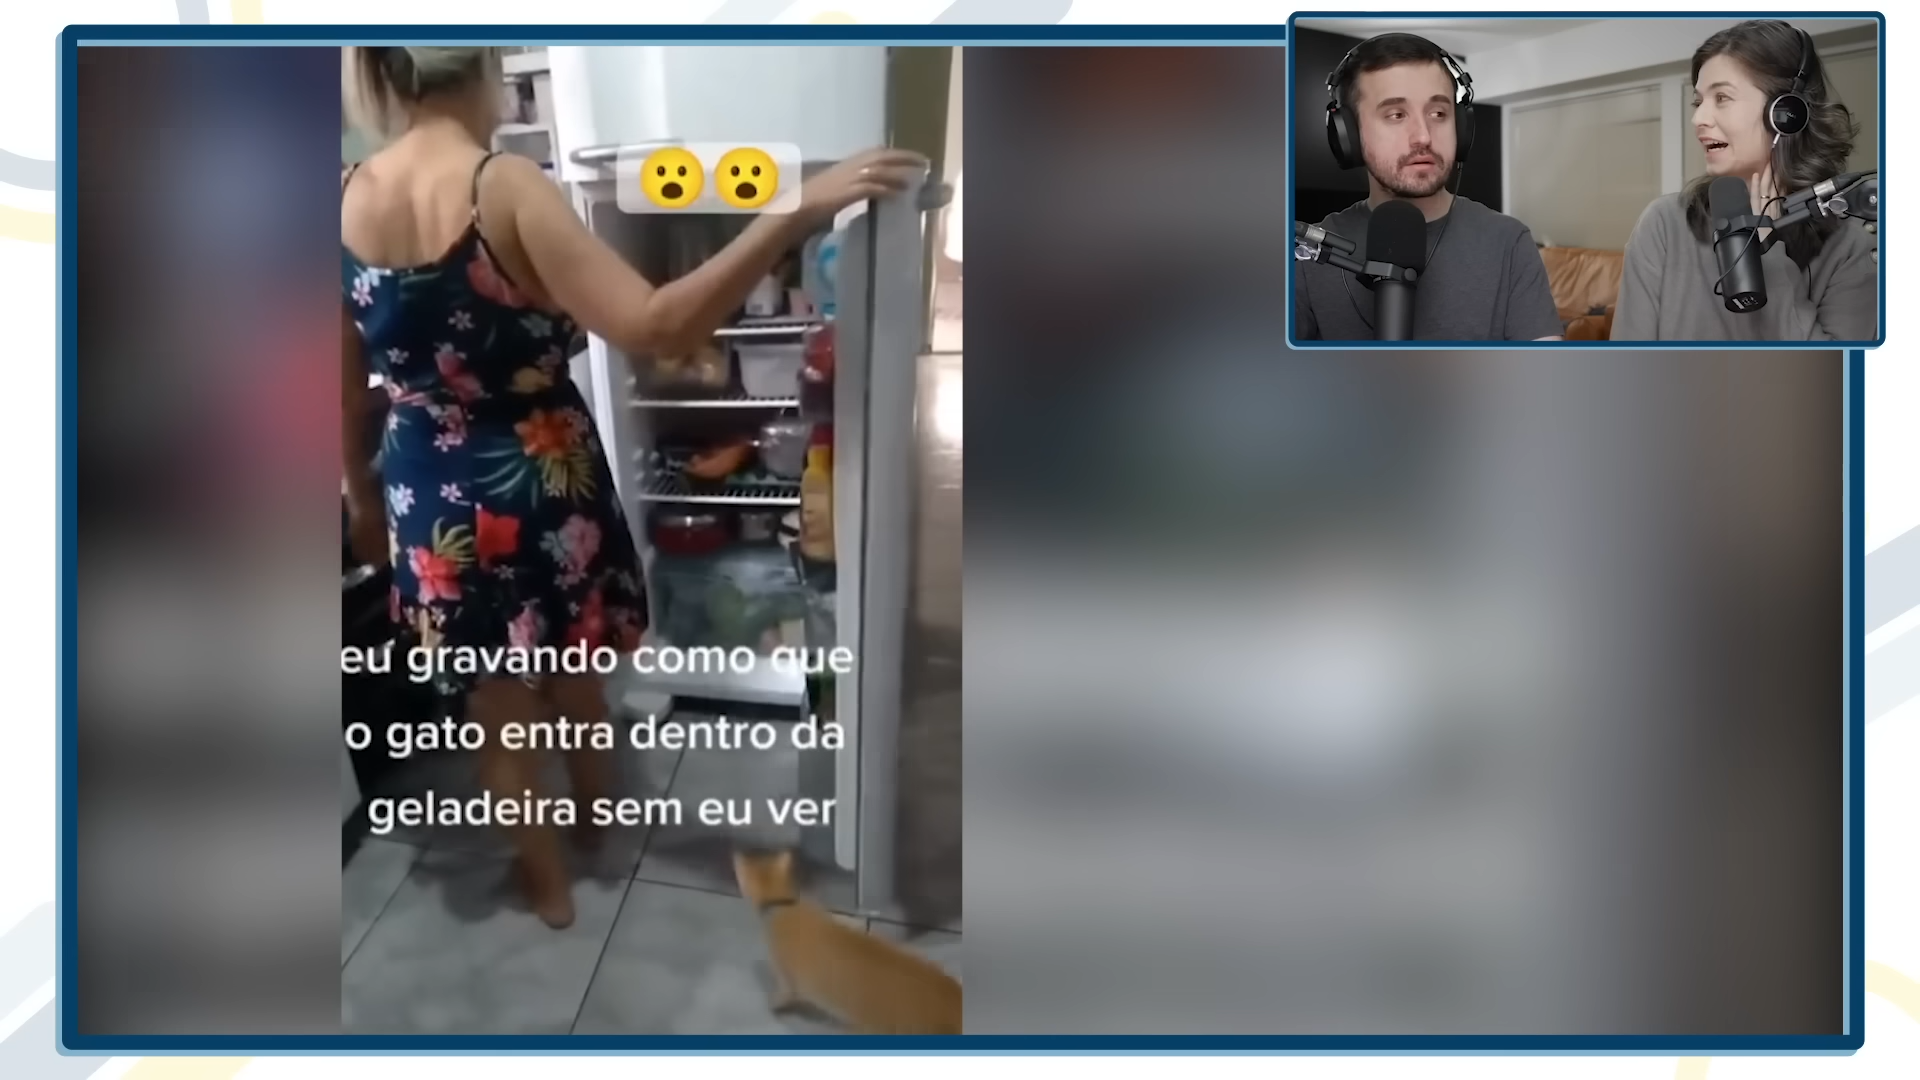 eu gravando como que
o gato entra dentro da
geladeira sem eu ver